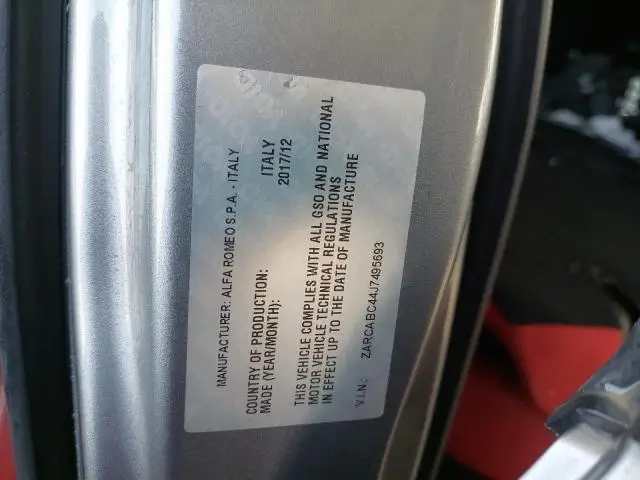 MANUFACTURER: ALFA ROMEO S.P.A. - ITALY
COUNTRY OF PRODUCTION: ITALY
MADE (YEAR/MONTH): 2017/12
THIS VEHICLE COMPLIES WITH ALL GSO AND NATIONAL
MOTOR VEHICLE TECHNICAL REGULATIONS
IN EFFECT UP TO THE DATE OF MANUFACTURE
V.I.N.: ZARCABC44J7495693